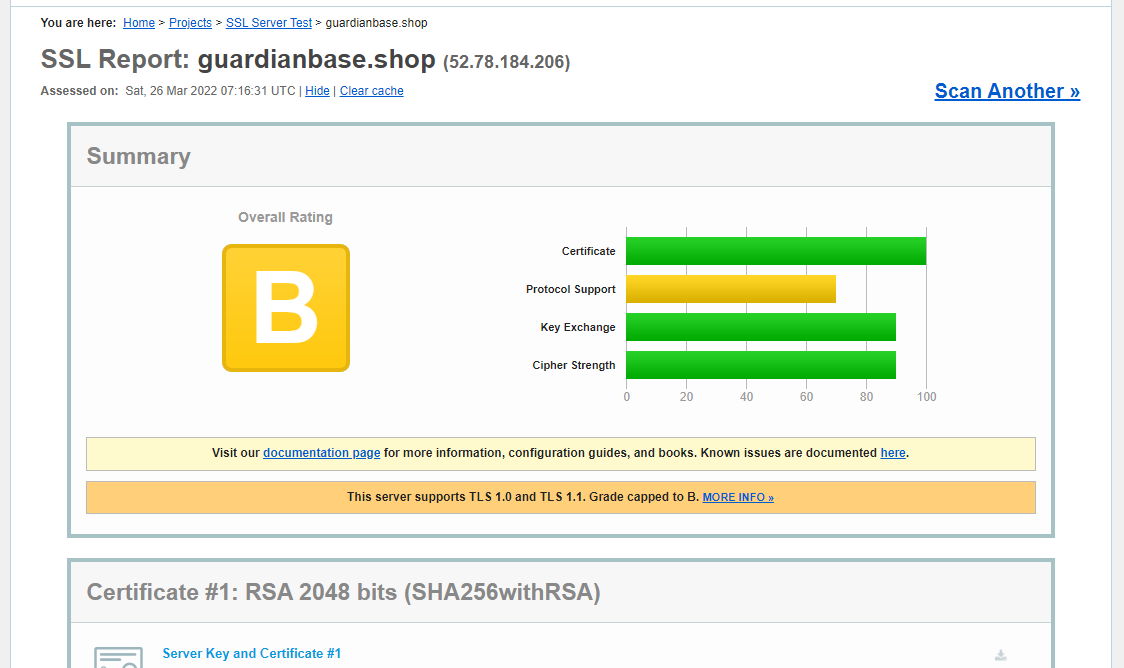 You are here: Home > Projects > SSL Server Test > guardianbase.shop
SSL Report: guardianbase.shop (52.78.184.206)
Assessed on: Sat, 26 Mar 2022 07:16:31 UTC | Hide | Clear cache
Scan Another »
Summary
Overall Rating
B
Certificate
Protocol Support
Key Exchange
Cipher Strength
0 20 40 60 80 100
Visit our documentation page for more information, configuration guides, and books. Known issues are documented here.
This server supports TLS 1.0 and TLS 1.1. Grade capped to B. MORE INFO »
Certificate #1: RSA 2048 bits (SHA256withRSA)
Server Key and Certificate #1